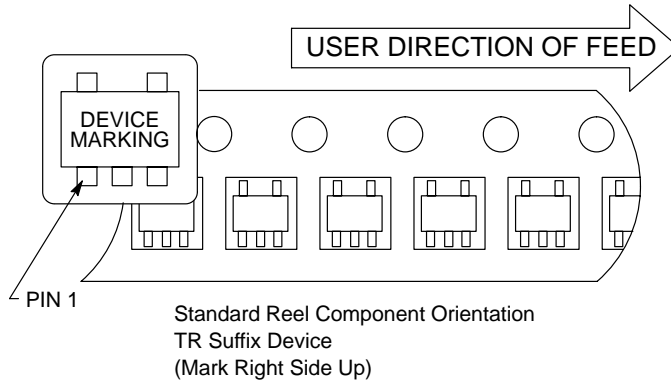 USER DIRECTION OF FEED
DEVICE
MARKING
PIN 1
Standard Reel Component Orientation
TR Suffix Device
(Mark Right Side Up)